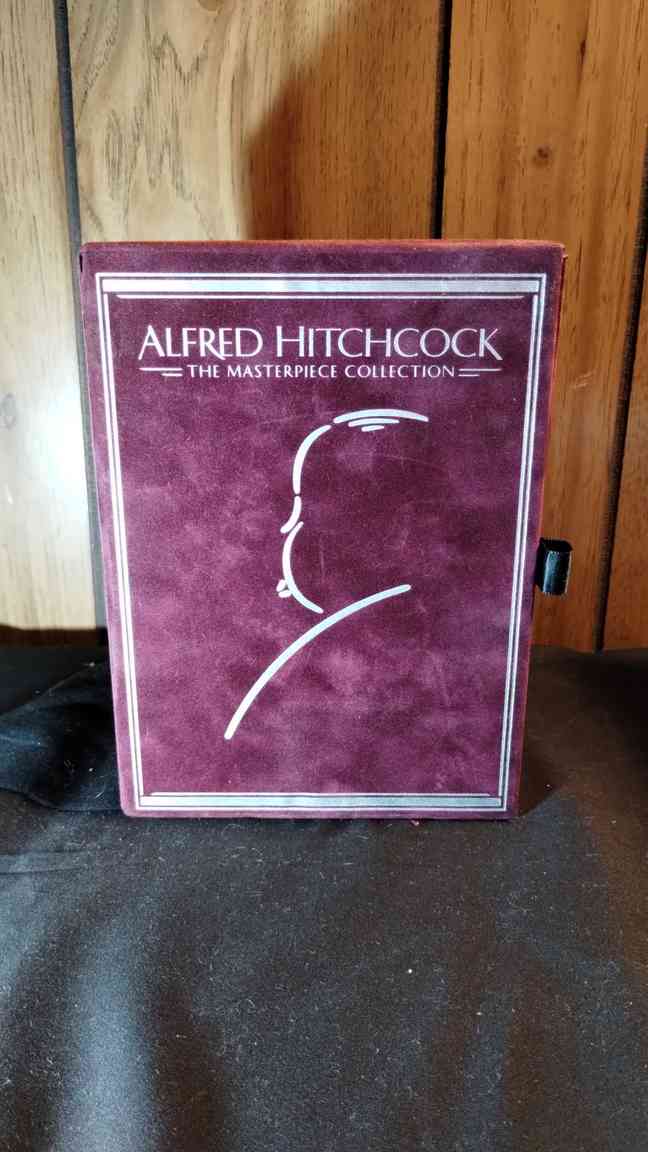 ALFRED HITCHCOCK
THE MASTERPIECE COLLECTION